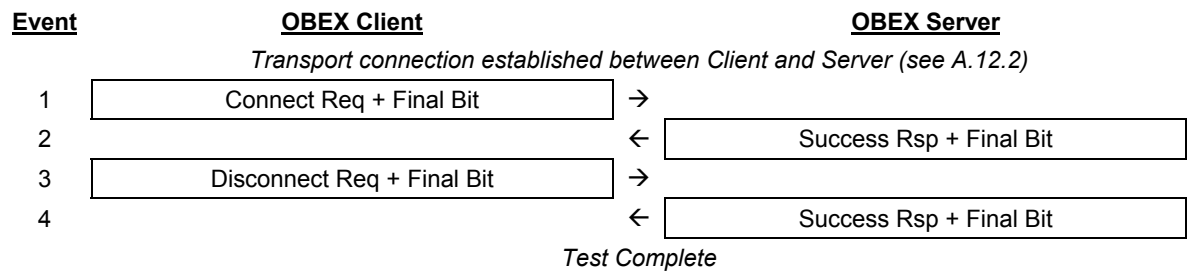 Event OBEX Client OBEX Server
Transport connection established between Client and Server (see A.12.2)
1 Connect Req + Final Bit →
2 ← Success Rsp + Final Bit
3 Disconnect Req + Final Bit →
4 ← Success Rsp + Final Bit
Test Complete